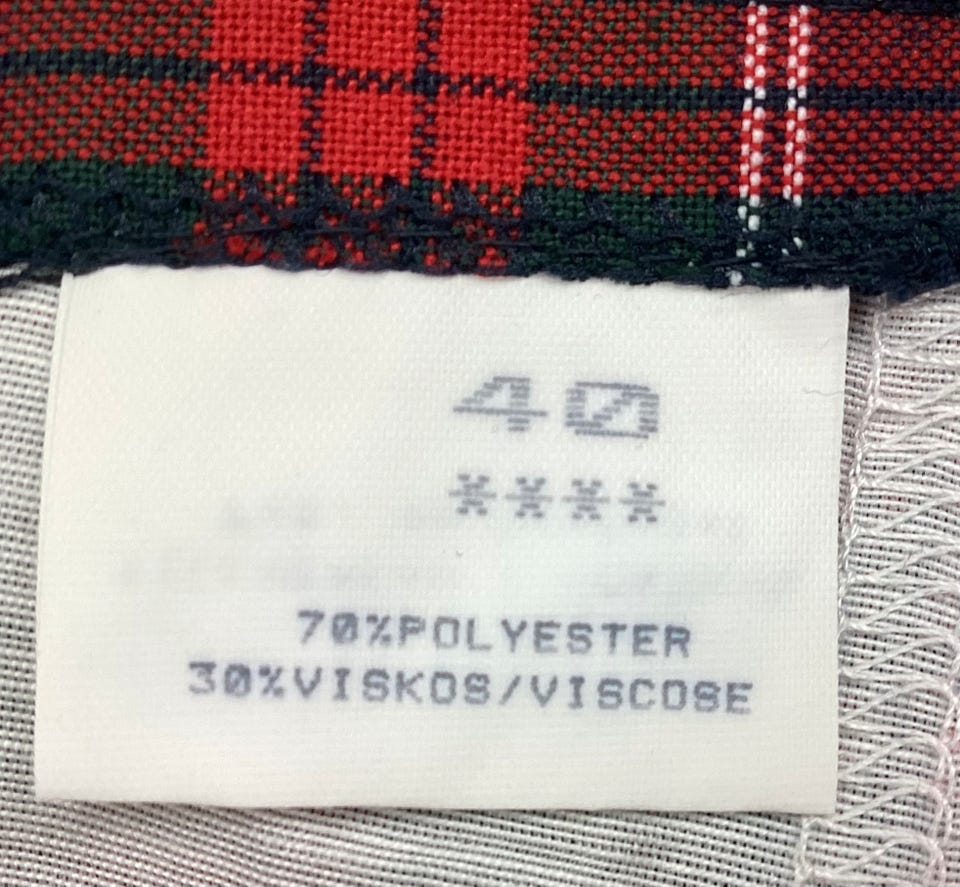 40
****
70%POLYESTER
30%VISKOS/VISCOSE